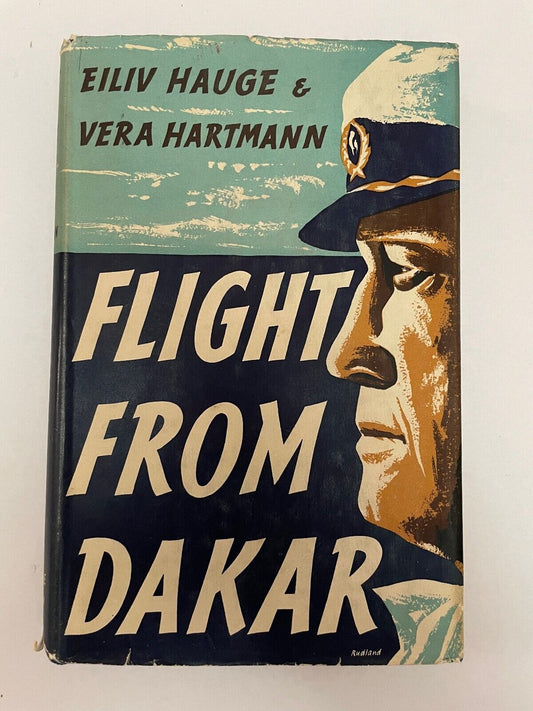 EILIV HAUGE &
VERA HARTMANN
FLIGHT
FROM
DAKAR
Rudland